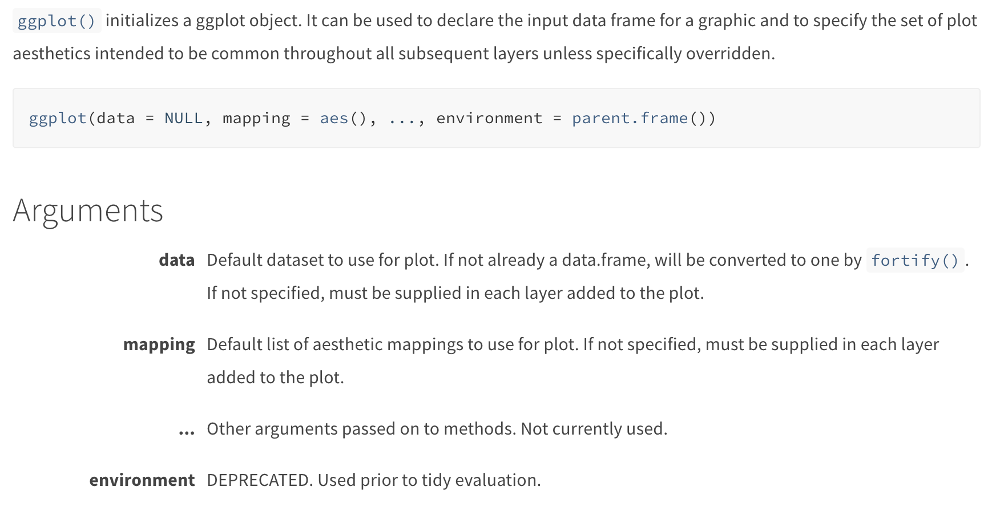 ggplot() initializes a ggplot object. It can be used to declare the input data frame for a graphic and to specify the set of plot
aesthetics intended to be common throughout all subsequent layers unless specifically overridden.
ggplot(data = NULL, mapping = aes(), ..., environment = parent.frame())
Arguments
data Default dataset to use for plot. If not already a data.frame, will be converted to one by fortify().
If not specified, must be supplied in each layer added to the plot.
mapping Default list of aesthetic mappings to use for plot. If not specified, must be supplied in each layer
added to the plot.
... Other arguments passed on to methods. Not currently used.
environment DEPRECATED. Used prior to tidy evaluation.